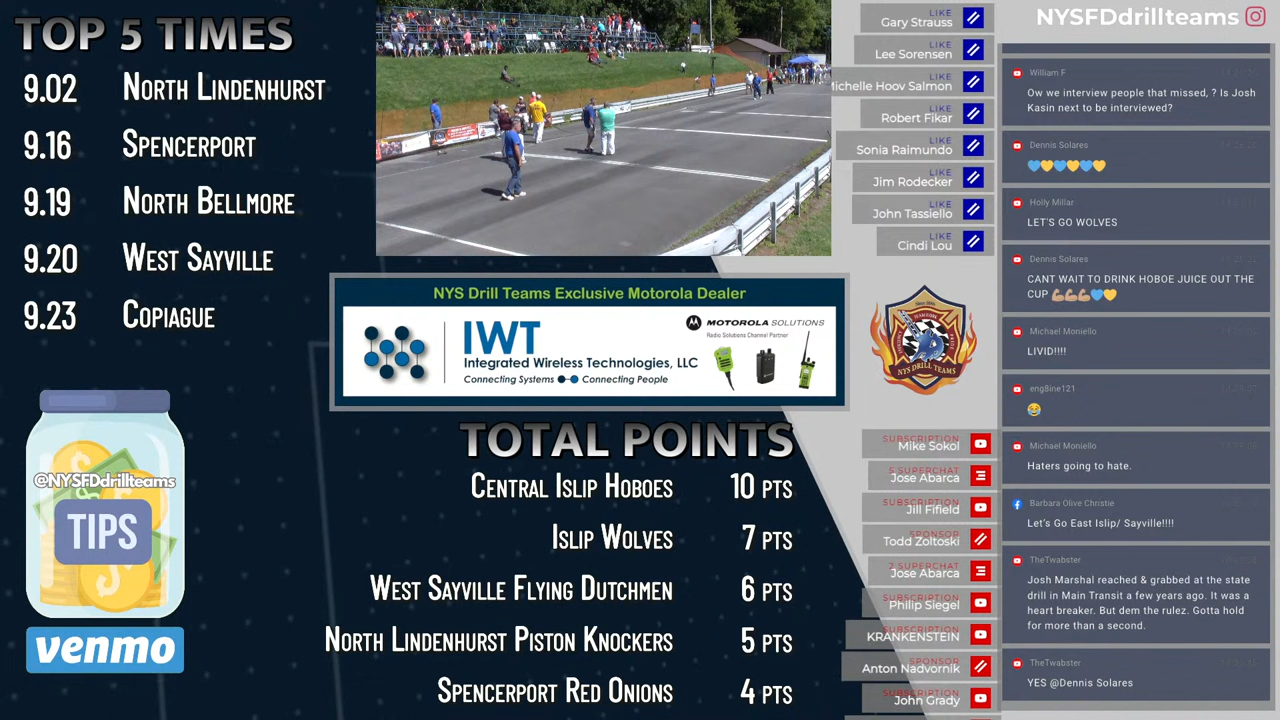 TOP 5 TIMES
9.02 NORTH LINDENHURST
9.16 SPENCERPORT
9.19 NORTH BELLMORE
9.20 WEST SAYVILLE
9.23 COPIAGUE
@NYSFDdrillteams
TIPS
venmo
NYS Drill Teams Exclusive Motorola Dealer
IWT
Integrated Wireless Technologies, LLC
Connecting Systems Connecting People
MOTOROLA SOLUTIONS
Radio Solutions Channel Partner
TOTAL POINTS
CENTRAL ISLIP HOBOES 10 PTS
ISLIP WOLVES 7 PTS
WEST SAYVILLE FLYING DUTCHMEN 6 PTS
NORTH LINDENHURST PISTON KNOCKERS 5 PTS
SPENCERPORT RED ONIONS 4 PTS
LIKE
Gary Strauss
LIKE
Lee Sorensen
LIKE
Michelle Hoov Salmon
LIKE
Robert Fikar
LIKE
Sonia Raimundo
LIKE
Jim Rodecker
LIKE
John Tassiello
LIKE
Cindi Lou
NYS DRILL TEAMS
SUBSCRIPTION
Mike Sokol
5 SUPERCHAT
Jose Abarca
SUBSCRIPTION
Jill Fifield
SPONSOR
Todd Zoltoski
2 SUPERCHAT
Jose Abarca
SUBSCRIPTION
Philip Siegel
SUBSCRIPTION
KRANKENSTEIN
SPONSOR
Anton Nadvornik
SUBSCRIPTION
John Grady
NYSFDdrillteams
William F
Ow we interview people that missed, ? Is Josh
Kasin next to be interviewed?
Dennis Solares
💙💛💙💛💙💛
Holly Millar
LET'S GO WOLVES
Dennis Solares
CANT WAIT TO DRINK HOBOE JUICE OUT THE
CUP 💪🏽💪🏽💪🏽💙💛
Michael Moniello
LIVID!!!!
eng8ine121
😂
Michael Moniello
Haters going to hate.
Barbara Olive Christie
Let's Go East Islip/ Sayville!!!!
TheTwabster
Josh Marshal reached & grabbed at the state
drill in Main Transit a few years ago. It was a
heart breaker. But dem the rulez. Gotta hold
for more than a second.
TheTwabster
YES @Dennis Solares